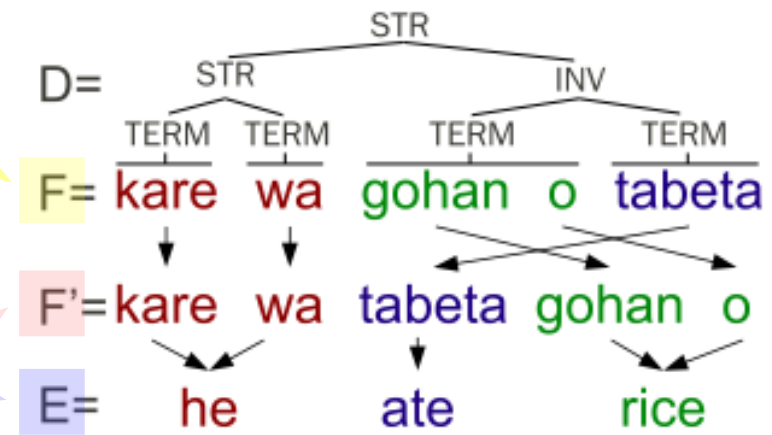 STR
D= STR INV
TERM TERM TERM TERM
F= kare wa gohan o tabeta
F'= kare wa tabeta gohan o
E= he ate rice